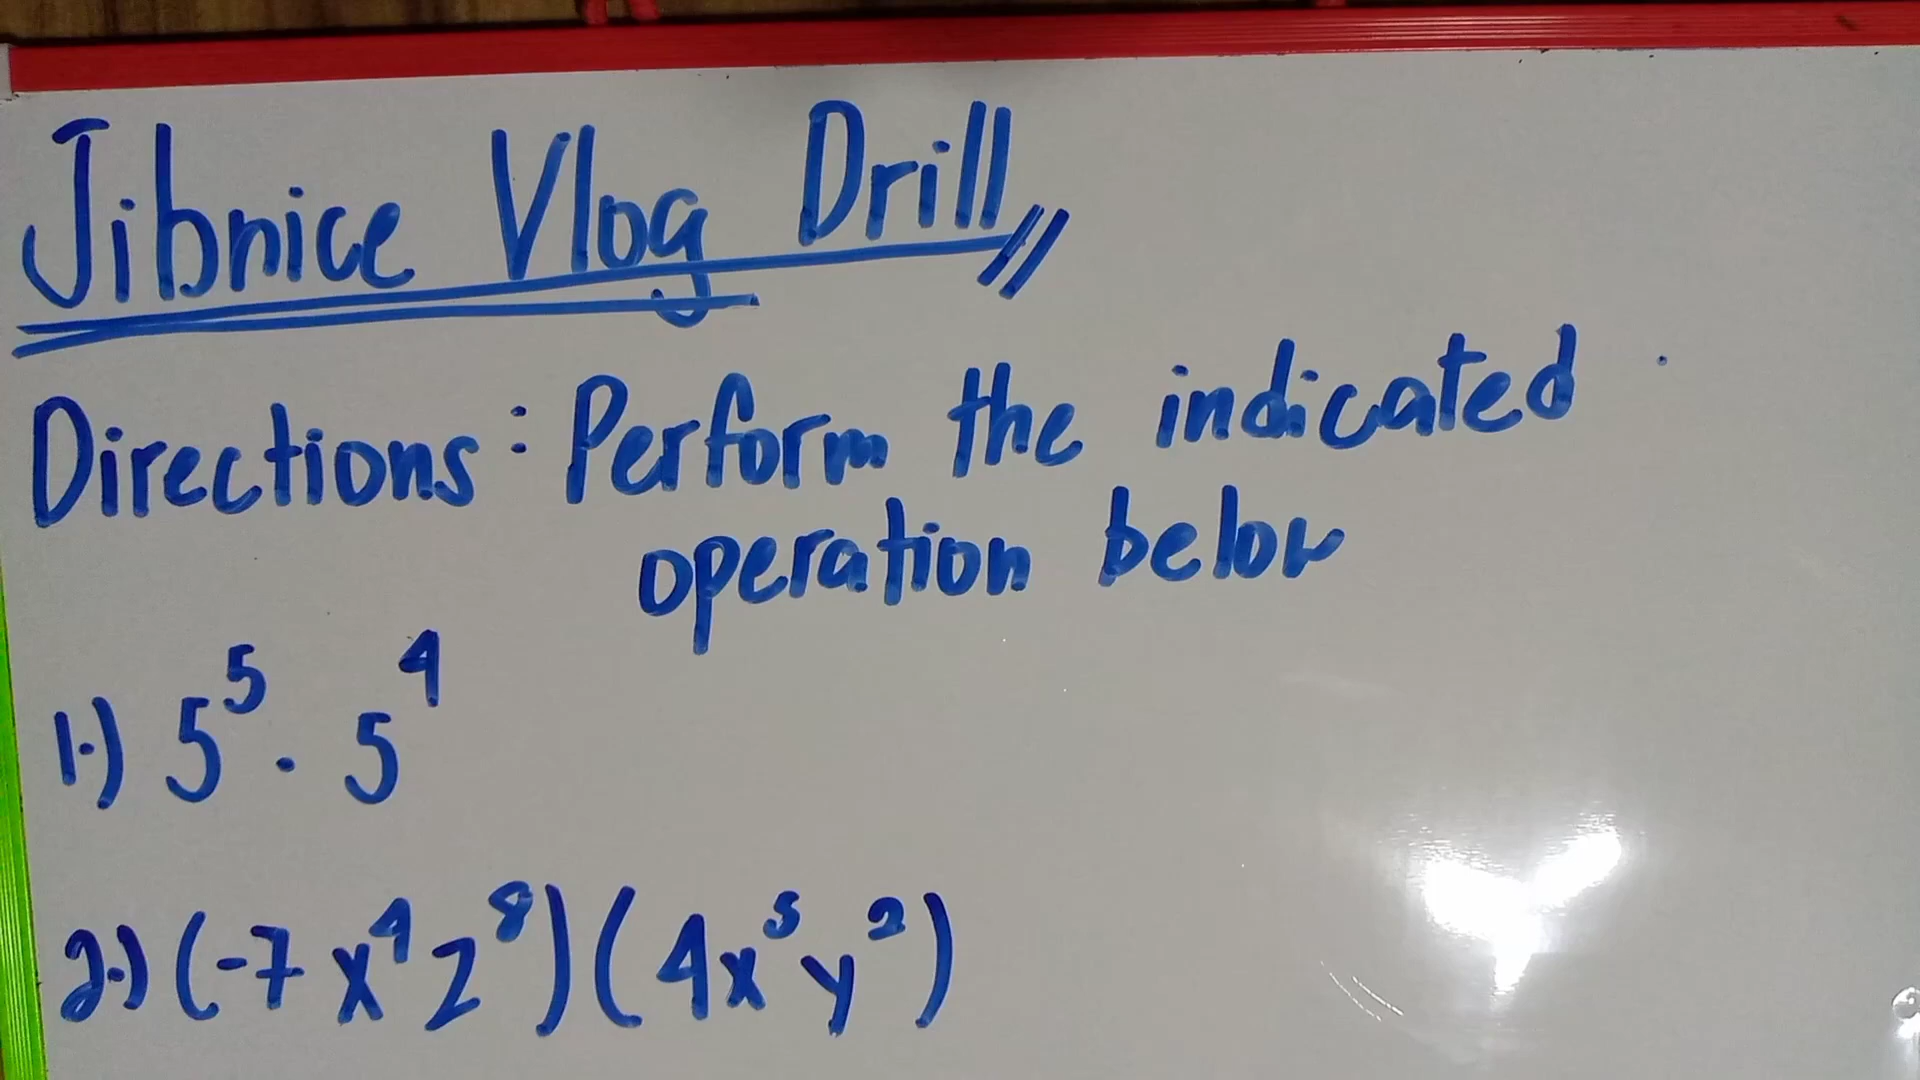 Jibnice Vlog Drill
Directions: Perform the indicated
operation below
1.) 5⁵ · 5⁴
2.) (-7x⁴z⁸)(4x⁵y²)